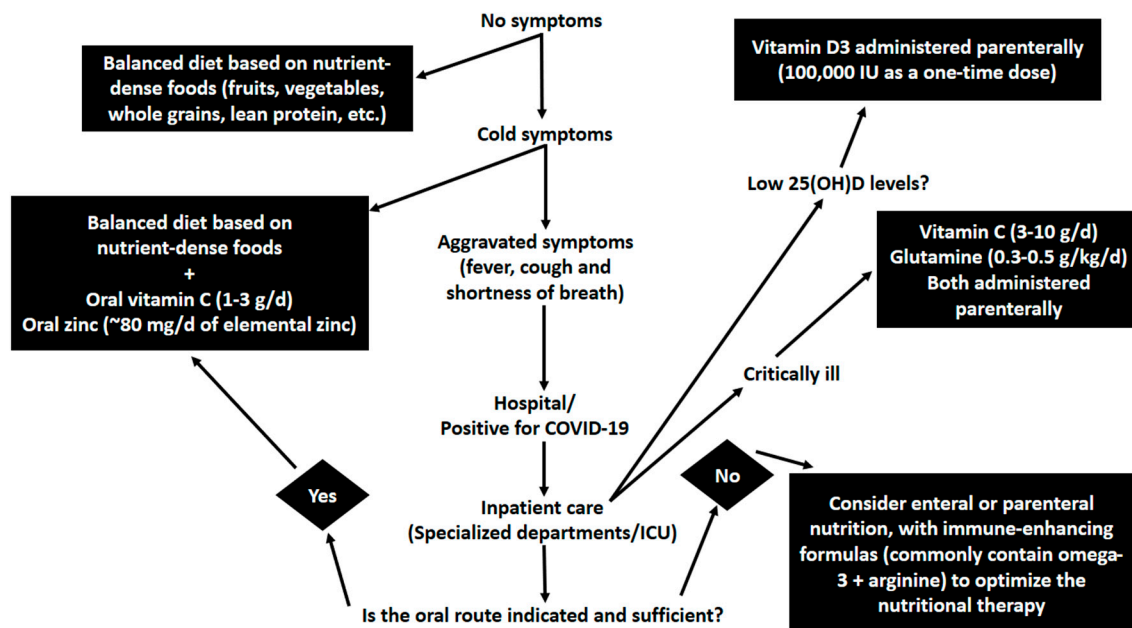 No symptoms
Balanced diet based on nutrient-
dense foods (fruits, vegetables,
whole grains, lean protein, etc.)
Vitamin D3 administered parenterally
(100,000 IU as a one-time dose)
Cold symptoms
Low 25(OH)D levels?
Balanced diet based on
nutrient-dense foods
+
Oral vitamin C (1-3 g/d)
Oral zinc (~80 mg/d of elemental zinc)
Aggravated symptoms
(fever, cough and
shortness of breath)
Vitamin C (3-10 g/d)
Glutamine (0.3-0.5 g/kg/d)
Both administered
parenterally
Critically ill
Hospital/
Positive for COVID-19
Yes
No
Inpatient care
(Specialized departments/ICU)
Consider enteral or parenteral
nutrition, with immune-enhancing
formulas (commonly contain omega-
3 + arginine) to optimize the
nutritional therapy
Is the oral route indicated and sufficient?